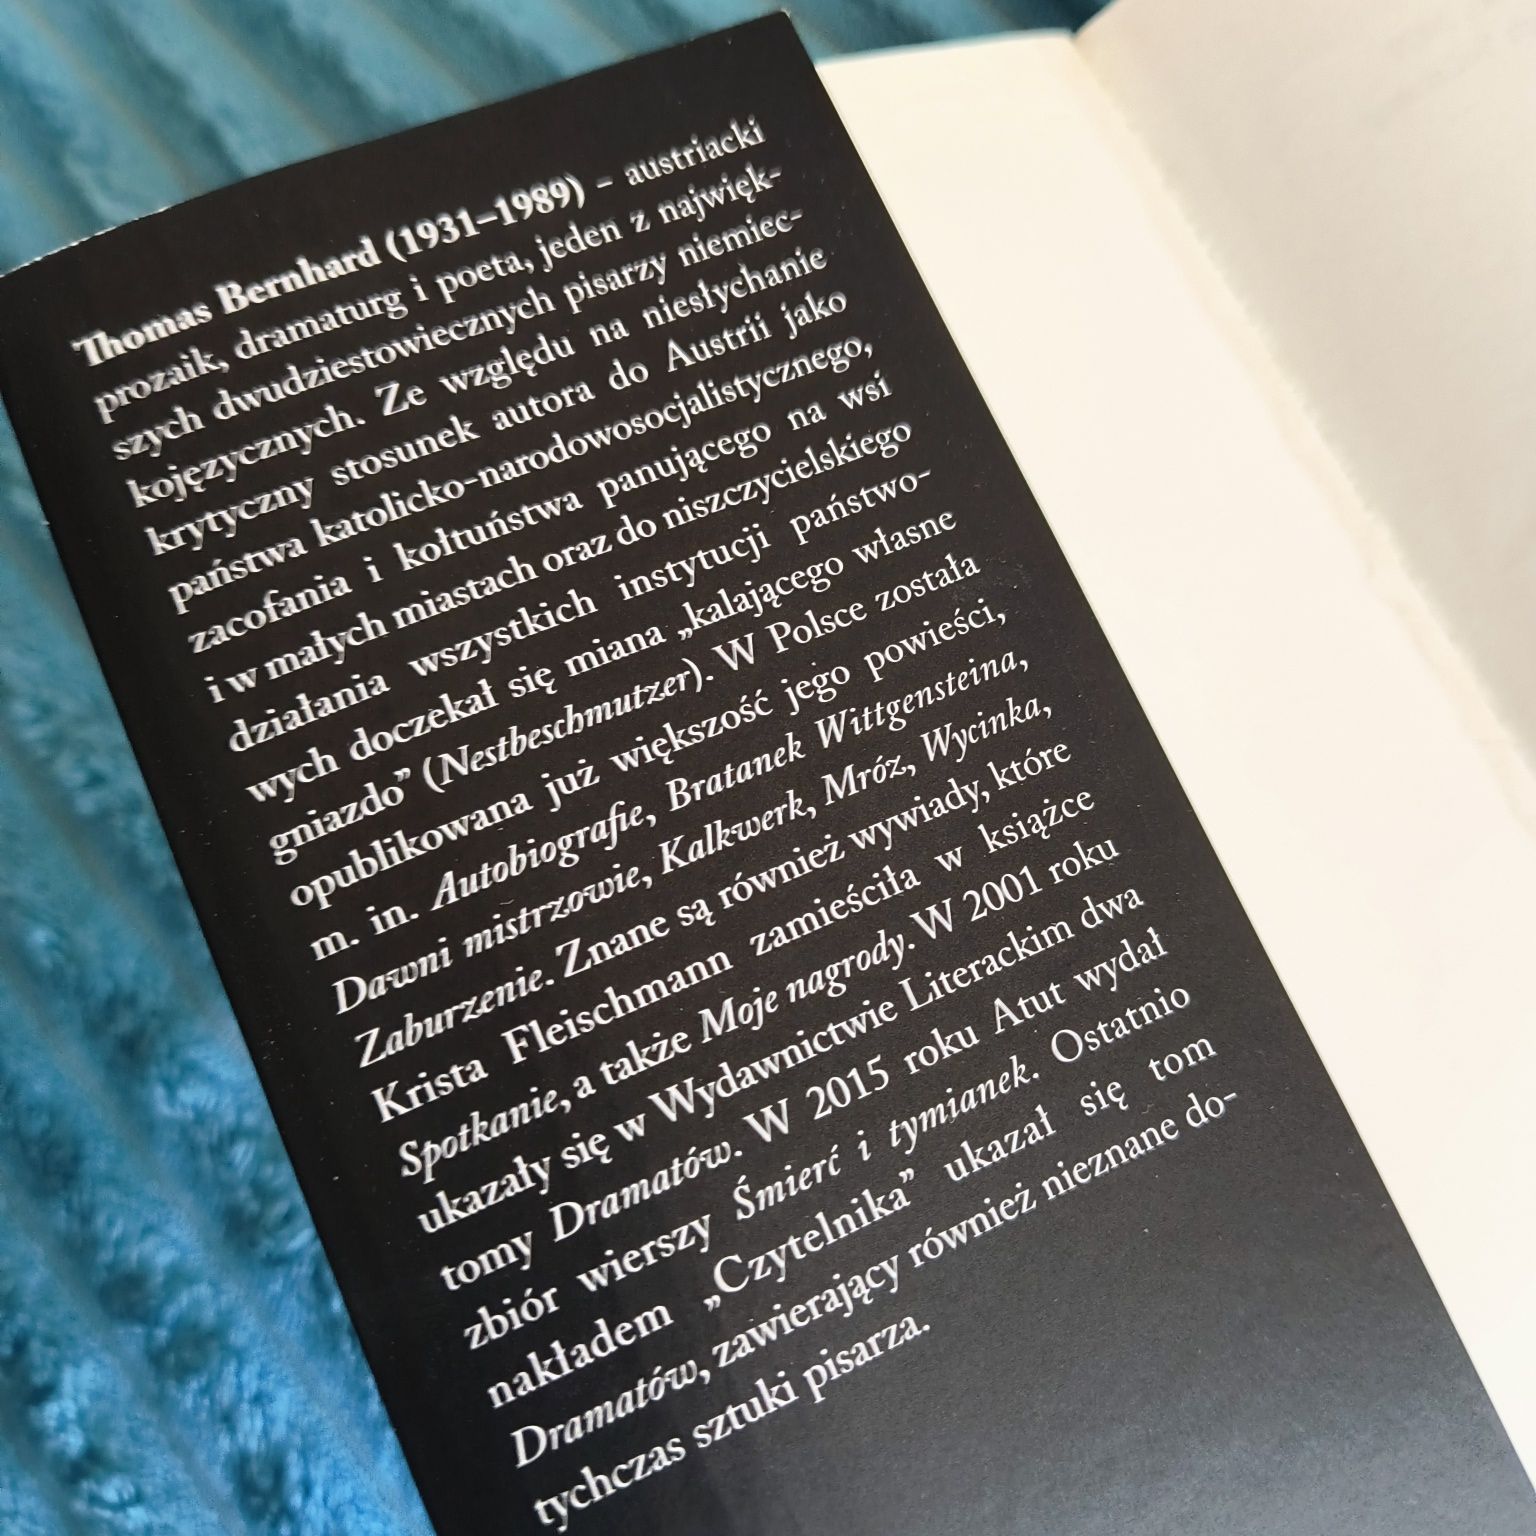 Thomas Bernhard (1931–1989) – austriacki
prozaik, dramaturg i poeta, jeden z najwięk-
szych dwudziestowiecznych pisarzy niemiec-
kojęzycznych. Ze względu na niesłychanie
krytyczny stosunek autora do Austrii jako
państwa katolicko-narodowosocjalistycznego,
zacofania i kołtuństwa panującego na wsi
i w małych miastach oraz do niszczycielskiego
działania wszystkich instytucji państwo-
wych doczekał się miana „kalającego własne
gniazdo” (Nestbeschmutzer). W Polsce została
opublikowana już większość jego powieści,
m. in. Autobiografie, Bratanek Wittgensteina,
Dawni mistrzowie, Kalkwerk, Mróz, Wycinka,
Zaburzenie. Znane są również wywiady, które
Krista Fleischmann zamieściła w książce
Spotkanie, a także Moje nagrody. W 2001 roku
ukazały się w Wydawnictwie Literackim dwa
tomy Dramatów. W 2015 roku Atut wydał
zbiór wierszy Śmierć i tymianek. Ostatnio
nakładem „Czytelnika” ukazał się tom
Dramatów, zawierający również nieznane do-
tychczas sztuki pisarza.